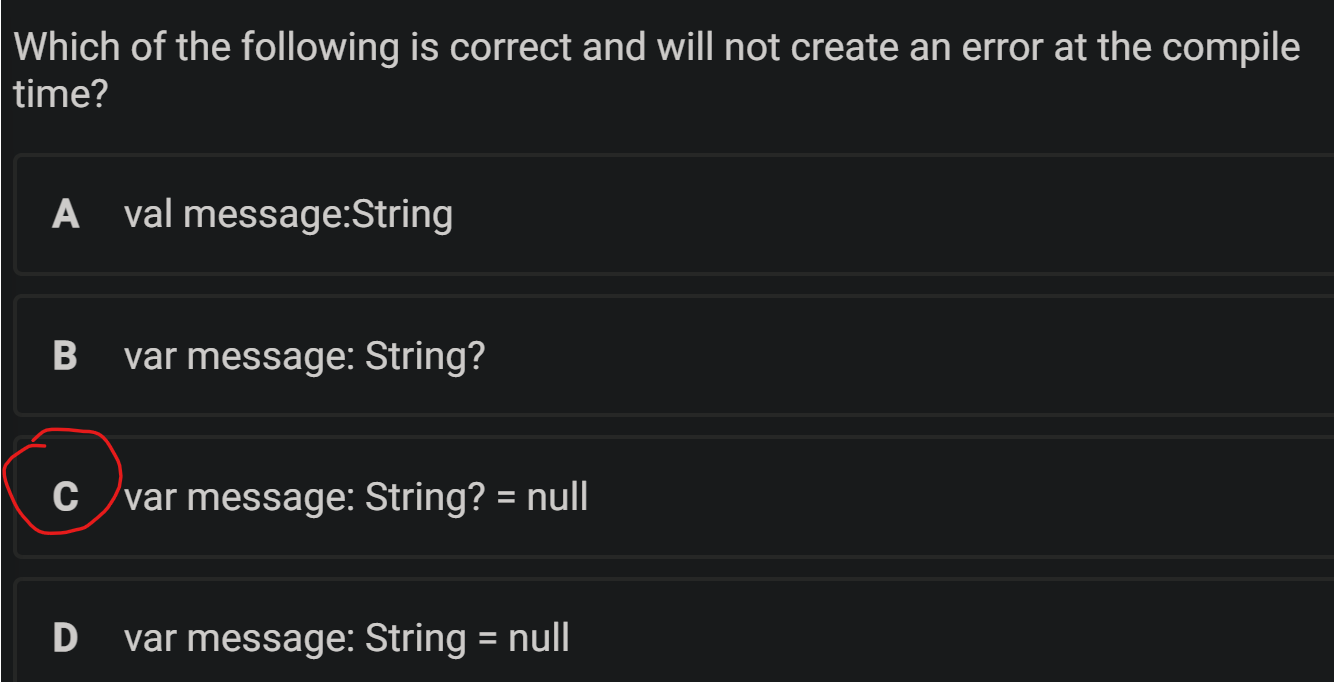 Which of the following is correct and will not create an error at the compile
time?
A val message:String
B var message: String?
C var message: String? = null
D var message: String = null